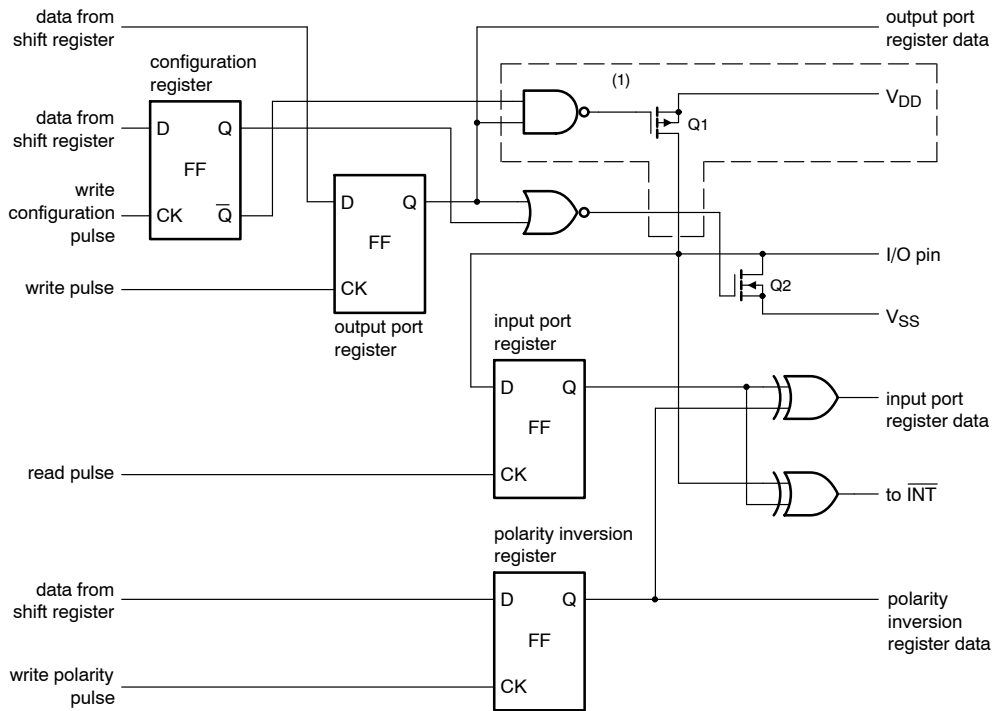 data from
shift register
output port
register data
configuration
register
(1)
VDD
Q1
data from
shift register
D
Q
FF
write
configuration
pulse
CK
Q̅
D
Q
FF
CK
I/O pin
Q2
write pulse
VSS
output port
register
input port
register
D
Q
FF
CK
input port
register data
read pulse
to I̅N̅T̅
polarity inversion
register
data from
shift register
D
Q
FF
CK
polarity
inversion
register data
write polarity
pulse